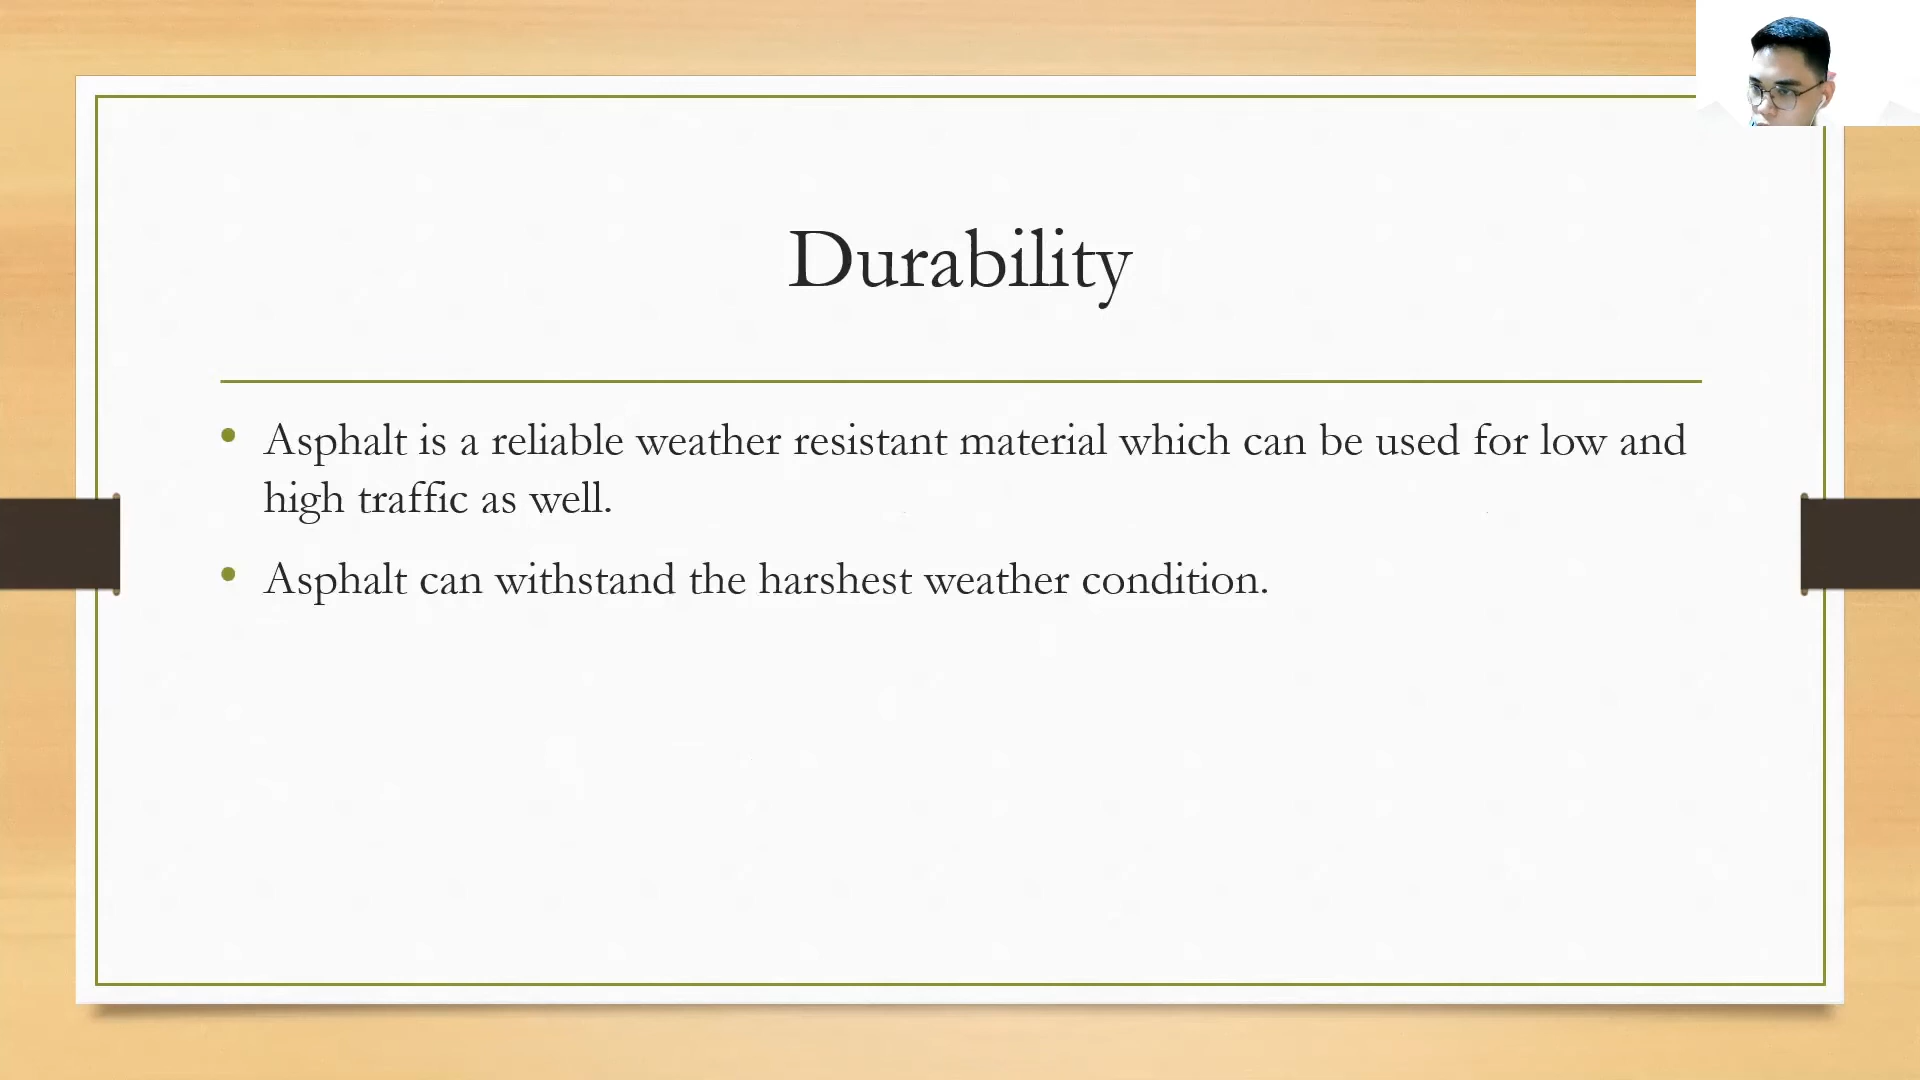 Durability
• Asphalt is a reliable weather resistant material which can be used for low and
high traffic as well.
• Asphalt can withstand the harshest weather condition.